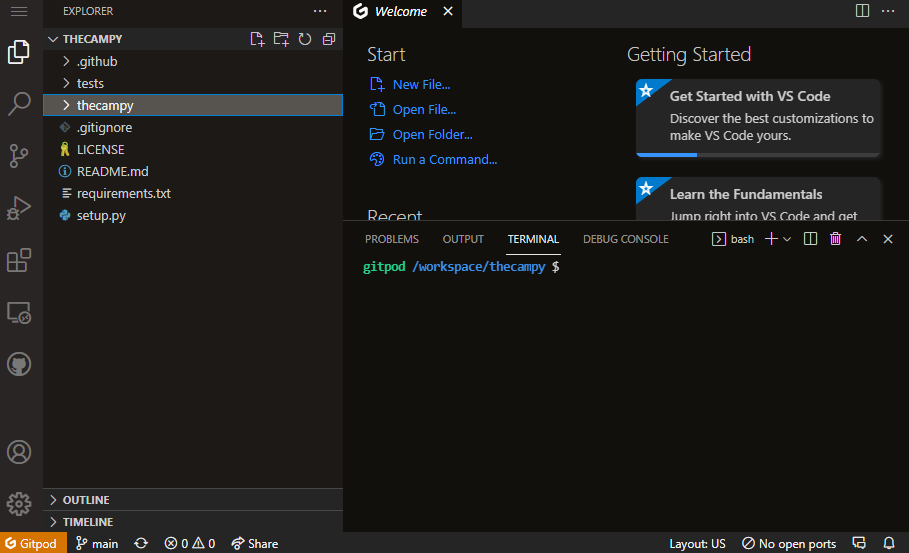 EXPLORER
THECAMPY
.github
tests
thecampy
.gitignore
LICENSE
README.md
requirements.txt
setup.py
OUTLINE
TIMELINE
Welcome
Start
New File...
Open File...
Open Folder...
Run a Command...
Recent
Getting Started
Get Started with VS Code
Discover the best customizations to
make VS Code yours.
Learn the Fundamentals
Jump right into VS Code and get
PROBLEMS OUTPUT TERMINAL DEBUG CONSOLE bash
gitpod /workspace/thecampy $
Gitpod main 0 0 Share Layout: US No open ports